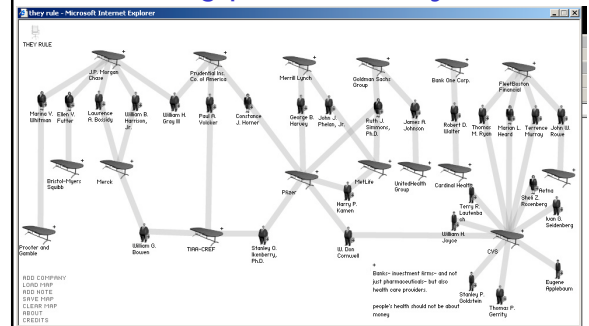 they rule - Microsoft Internet Explorer
THEY RULE
J.P. Morgan
Chase
Prudential Inc.
Co. of America
Merrill Lynch
Goldman Sachs
Group
Bank One Corp.
FleetBoston
Financial
Marina V.
Whitman
Ellen V.
Futter
Lawrence
A. Bossidy
William B.
Harrison,
Jr.
William H.
Gray III
Paul A.
Volcker
Constance
J. Horner
George B.
Harvey
John J.
Phelan, Jr.
Ruth J.
Simmons,
Ph.D.
James A.
Johnson
Robert D.
Walter
Thomas
M. Ryan
Marian L.
Heard
Terrence
Murray
John W.
Rowe
Bristol-Myers
Squibb
Merck
Pfizer
MetLife
UnitedHealth
Group
Cardinal Health
Aetna
Harry P.
Kamen
Terry R.
Lautenba
ch
Sheli Z.
Rosenberg
Ivan G.
Seidenberg
Procter and
Gamble
William G.
Bowen
TIAA-CREF
Stanley O.
Ikenberry,
Ph.D.
W. Don
Cornwell
William H.
Joyce
CVS
Eugene
Applebaum
Stanley P.
Goldstein
Thomas P.
Gerrity
Banks- investment firms- and not
just pharmaceuticals- but also
health care providers.
people's health should not be about
money
ADD COMPANY
LOAD MAP
ADD NOTE
SAVE MAP
CLEAR MAP
ABOUT
CREDITS